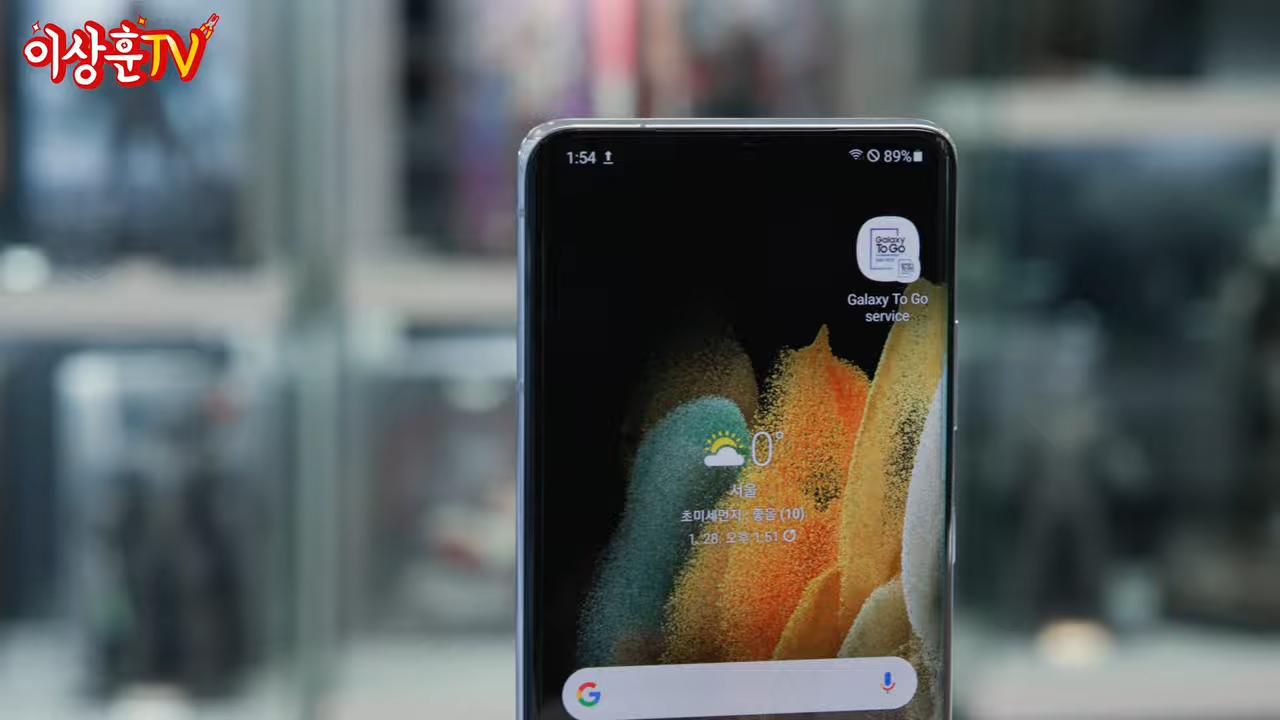 이상훈TV
1:54
89%
Galaxy
To Go
Galaxy To Go
service
0°
서울
초미세먼지 : 좋음 (10)
1. 28. 오후 1:51
G